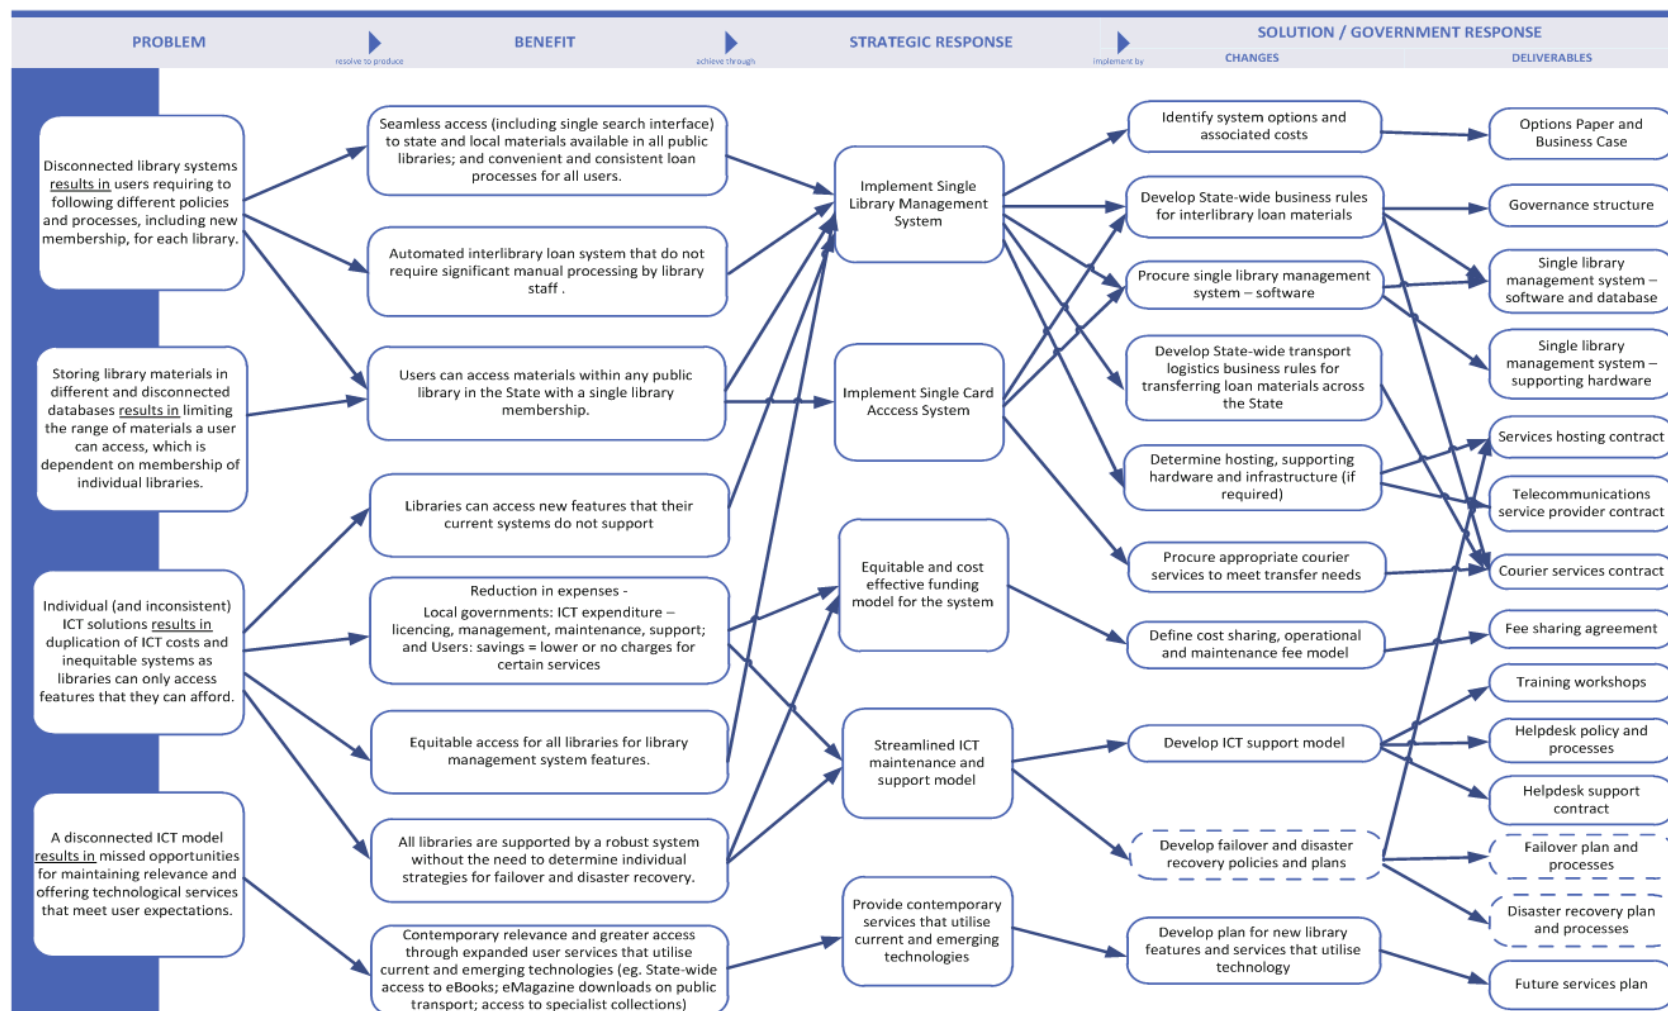 PROBLEM
resolve to produce
BENEFIT
achieve through
STRATEGIC RESPONSE
implement by
SOLUTION / GOVERNMENT RESPONSE
CHANGES
DELIVERABLES
Disconnected library systems
results in users requiring to
following different policies
and processes, including new
membership, for each library.
Storing library materials in
different and disconnected
databases results in limiting
the range of materials a user
can access, which is
dependent on membership of
individual libraries.
Individual (and inconsistent)
ICT solutions results in
duplication of ICT costs and
inequitable systems as
libraries can only access
features that they can afford.
A disconnected ICT model
results in missed opportunities
for maintaining relevance and
offering technological services
that meet user expectations.
Seamless access (including single search interface)
to state and local materials available in all public
libraries; and convenient and consistent loan
processes for all users.
Automated interlibrary loan system that do not
require significant manual processing by library
staff .
Users can access materials within any public
library in the State with a single library
membership.
Libraries can access new features that their
current systems do not support
Reduction in expenses -
Local governments: ICT expenditure –
licencing, management, maintenance, support;
and Users: savings = lower or no charges for
certain services
Equitable access for all libraries for library
management system features.
All libraries are supported by a robust system
without the need to determine individual
strategies for failover and disaster recovery.
Contemporary relevance and greater access
through expanded user services that utilise
current and emerging technologies (eg. State-wide
access to eBooks; eMagazine downloads on public
transport; access to specialist collections)
Implement Single
Library Management
System
Implement Single Card
Acccess System
Equitable and cost
effective funding
model for the system
Streamlined ICT
maintenance and
support model
Provide contemporary
services that utilise
current and emerging
technologies
Identify system options and
associated costs
Develop State-wide business rules
for interlibrary loan materials
Procure single library management
system – software
Develop State-wide transport
logistics business rules for
transferring loan materials across
the State
Determine hosting, supporting
hardware and infrastructure (if
required)
Procure appropriate courier
services to meet transfer needs
Define cost sharing, operational
and maintenance fee model
Develop ICT support model
Develop failover and disaster
recovery policies and plans
Develop plan for new library
features and services that utilise
technology
Options Paper and
Business Case
Governance structure
Single library
management system –
software and database
Single library
management system –
supporting hardware
Services hosting contract
Telecommunications
service provider contract
Courier services contract
Fee sharing agreement
Training workshops
Helpdesk policy and
processes
Helpdesk support
contract
Failover plan and
processes
Disaster recovery plan
and processes
Future services plan